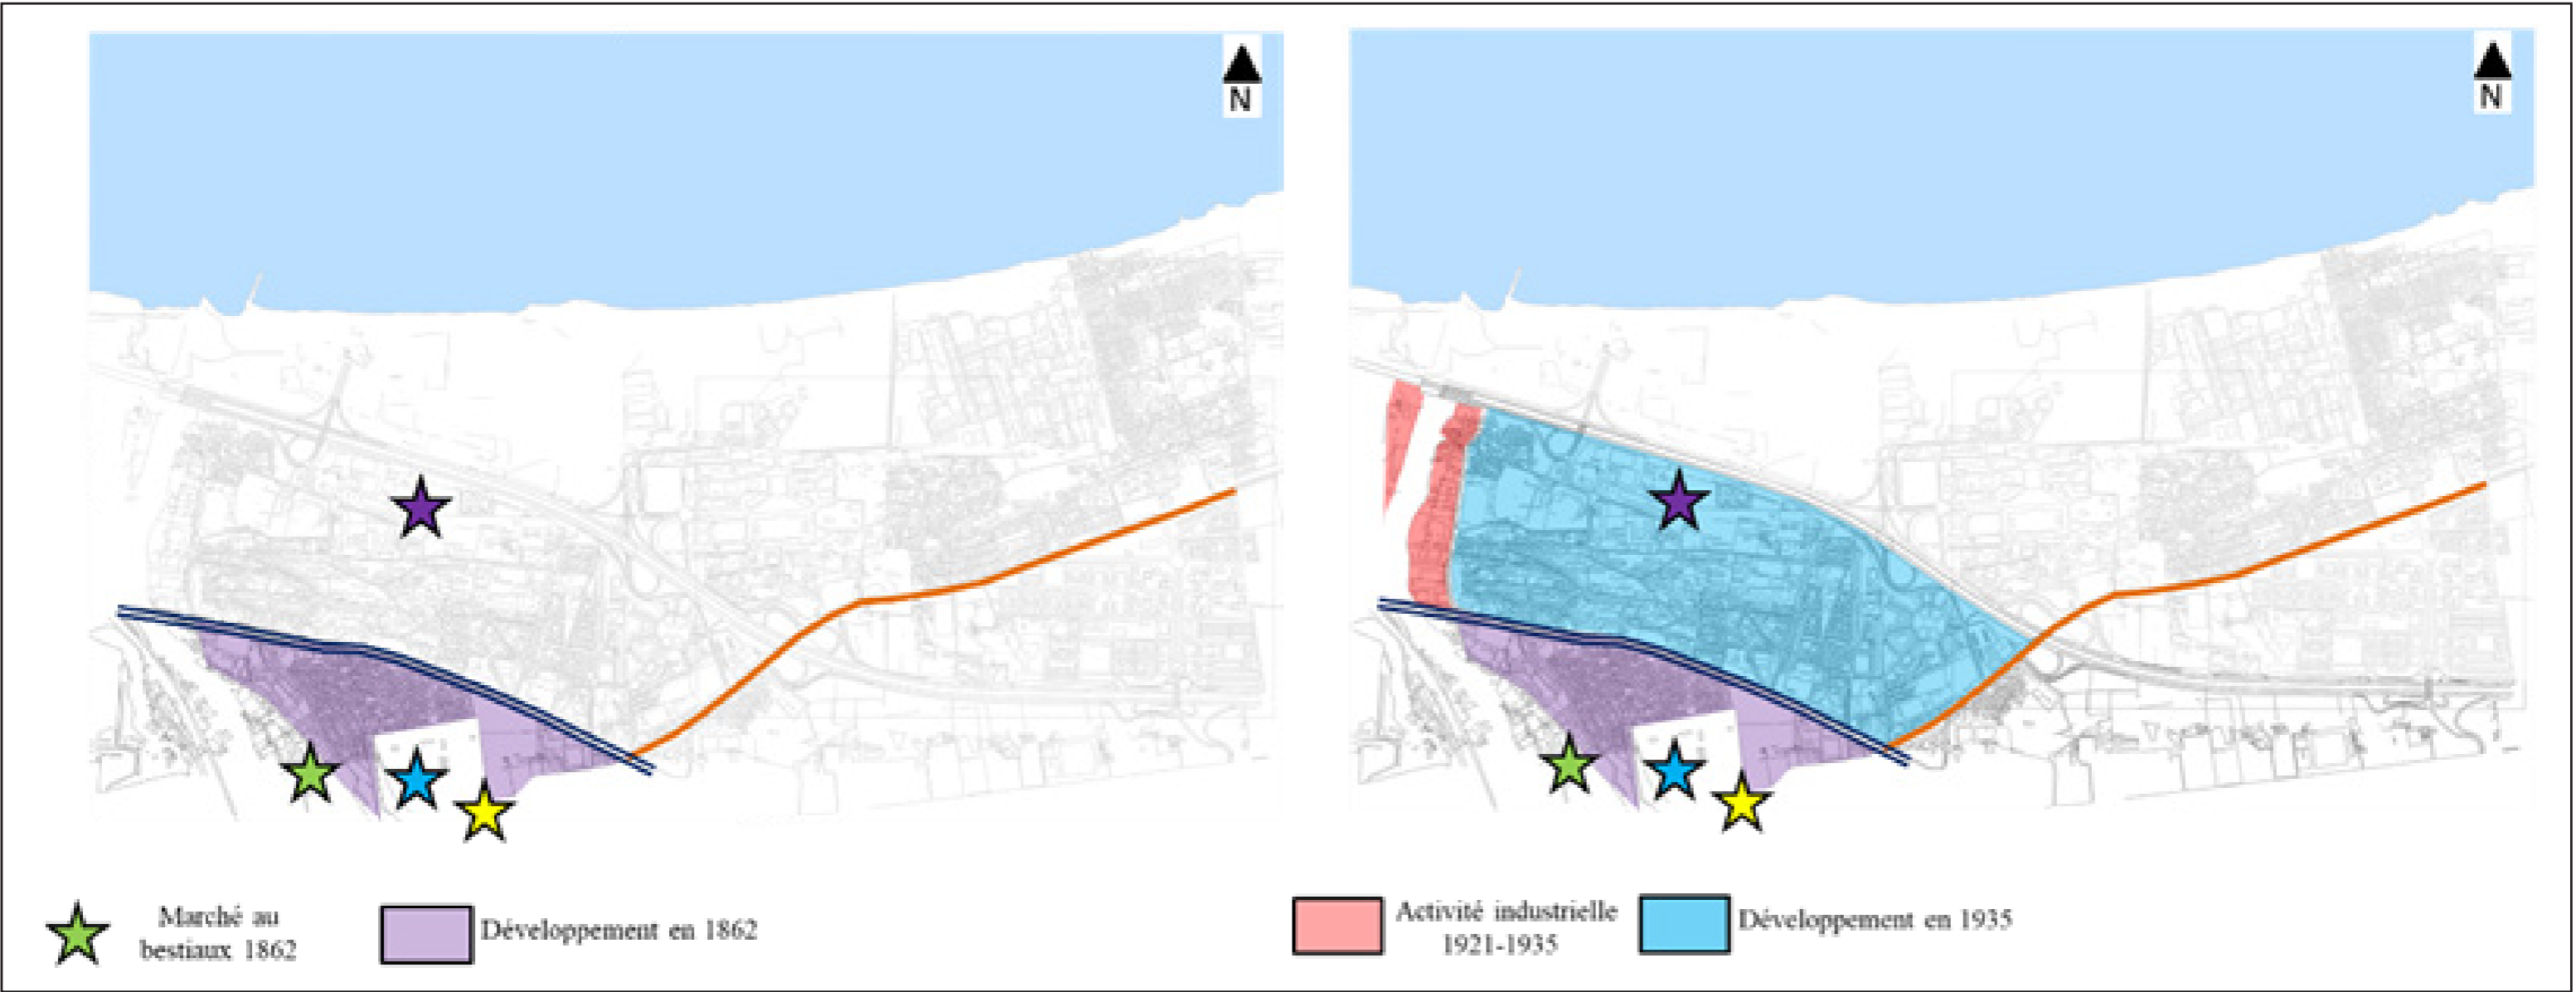 N
N
Marché au
bestiaux 1862
Développement en 1862
Activité industrielle
1921-1935
Développement en 1935